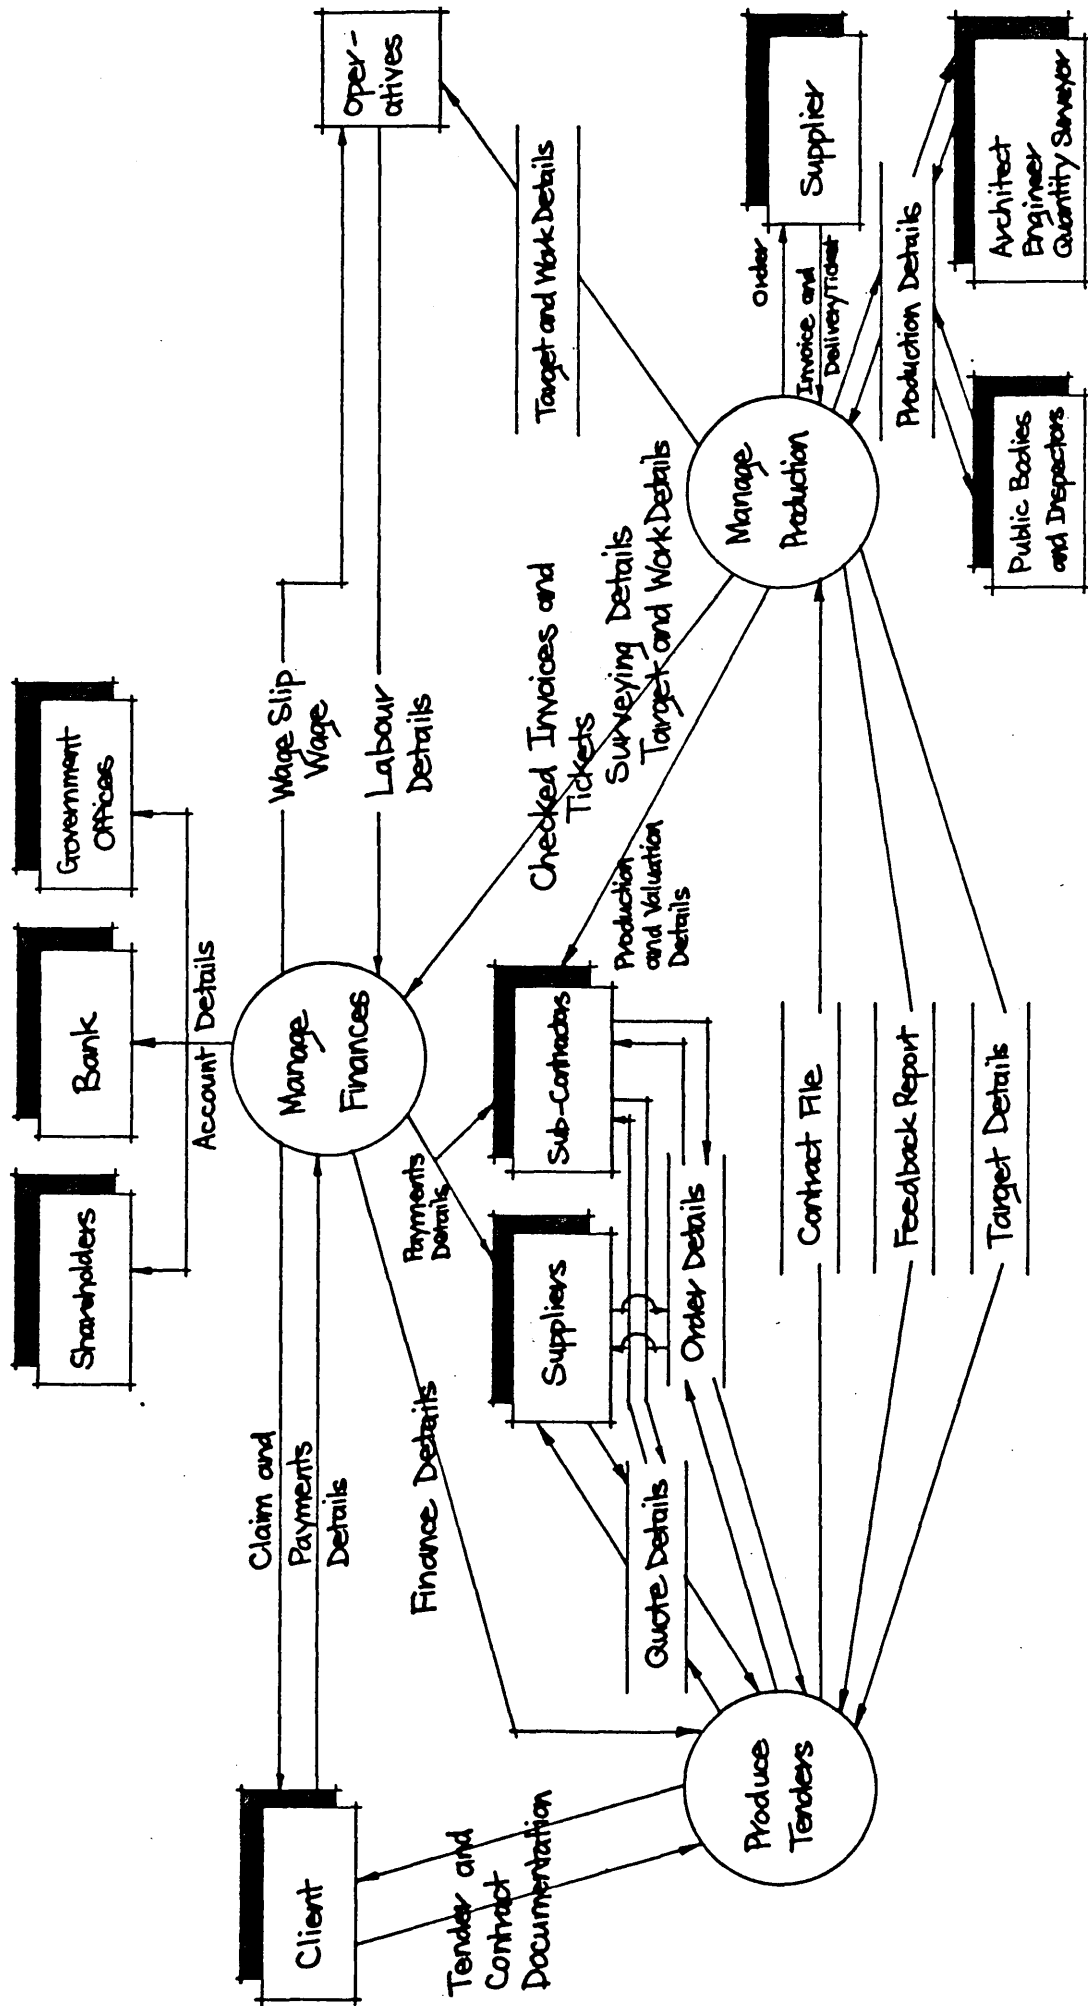 Shareholders
Bank
Government
Offices
Account Details
Client
Claim and
Payments
Details
Manage
Finances
Wage Slip
Wage
Labour
Details
Oper-
atives
Tender and
Contract
Documentation
Finance Details
Payments
Details
Suppliers
Sub-Contractors
Checked Invoices and
Tickets
Surveying Details
Target and Work Details
Production
and Valuation
Details
Target and Work Details
Quote Details
Order Details
Produce
Tenders
Contract File
Feedback Report
Target Details
Manage
Production
Order
Invoice and
Delivery Ticket
Supplier
Production Details
Public Bodies
and Inspectors
Architect
Engineer
Quantity Surveyor